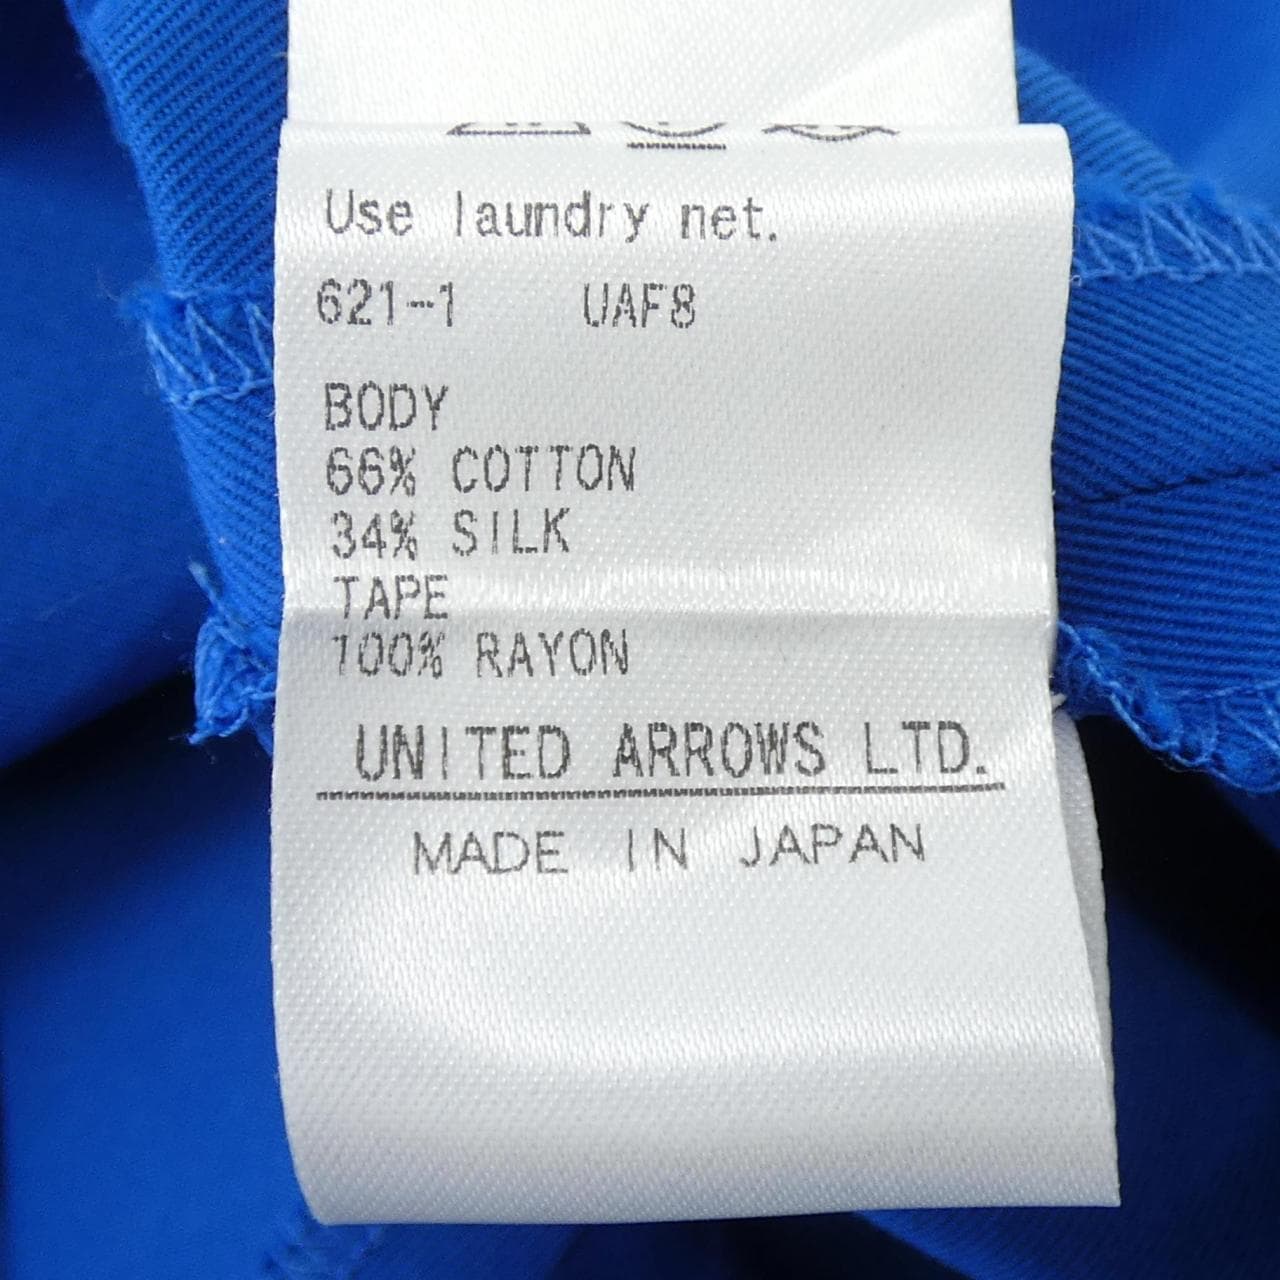 Use laundry net.
621-1 UAF8
BODY
66% COTTON
34% SILK
TAPE
100% RAYON
UNITED ARROWS LTD.
MADE IN JAPAN